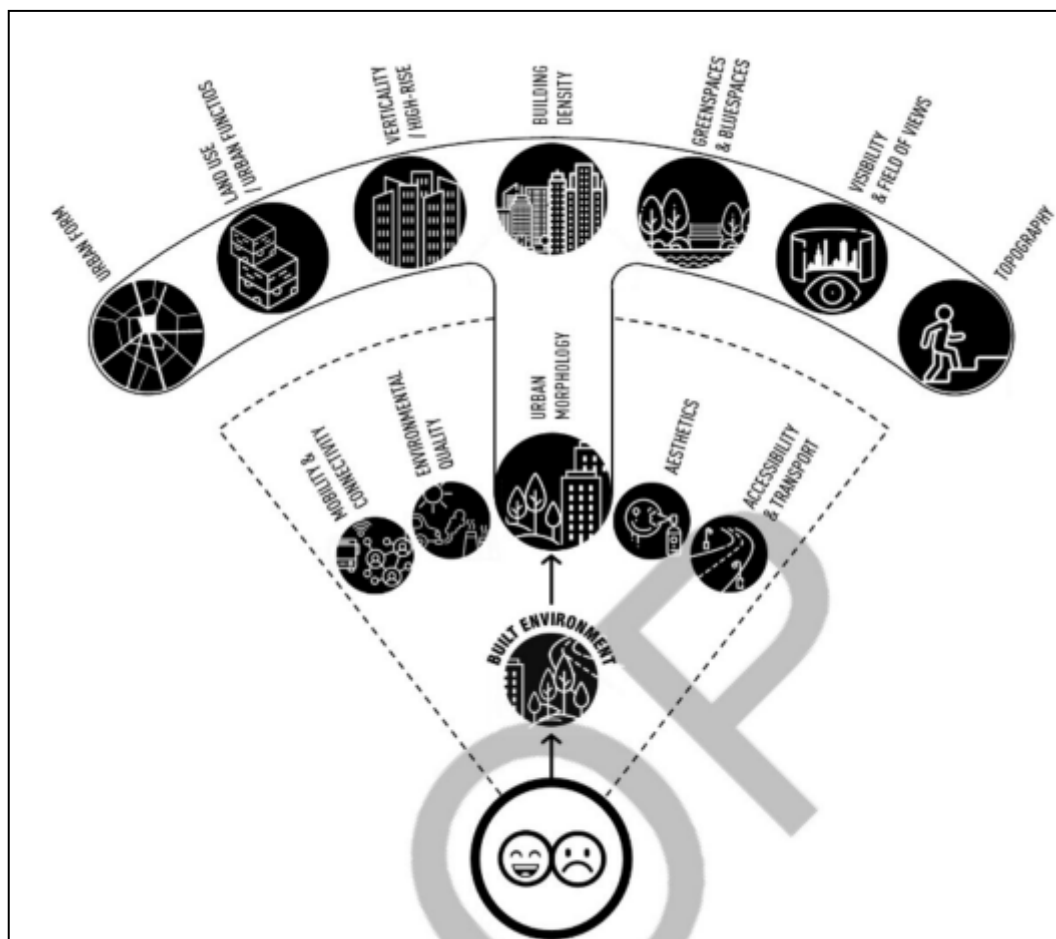 URBAN FORM
LAND USE
/ URBAN FUNCTIOS
VERTICALITY
/ HIGH-RISE
BUILDING
DENSITY
GREENSPACES
& BLUESPACES
VISIBILITY
& FIELD OF VIEWS
TOPOGRAPHY
MOBILITY &
CONNECTIVITY
ENVIRONMENTAL
QUALITY
URBAN
MORPHOLOGY
AESTHETICS
ACCESSIBILITY
& TRANSPORT
BUILT ENVIRONMENT
OP